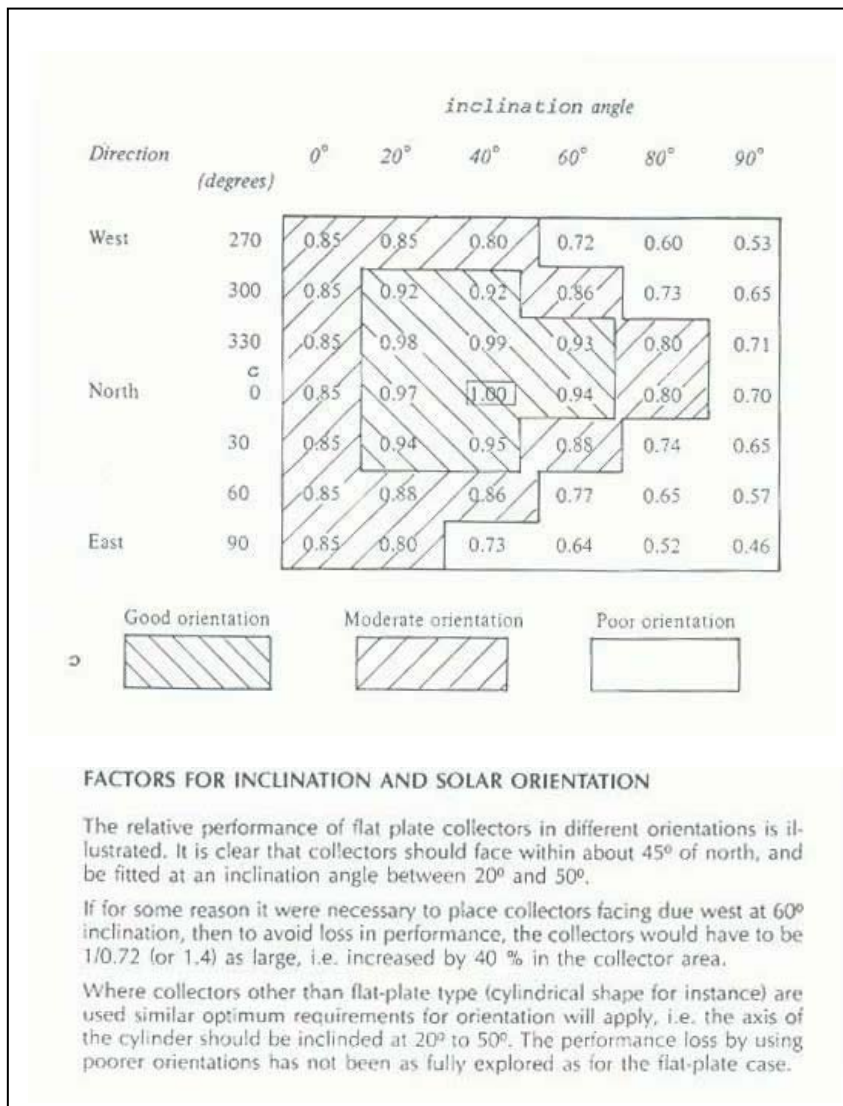 inclination angle
Direction (degrees) 0° 20° 40° 60° 80° 90°
West 270 0.85 0.85 0.80 0.72 0.60 0.53
300 0.85 0.92 0.92 0.86 0.73 0.65
330 0.85 0.98 0.99 0.93 0.80 0.71
North 0 0.85 0.97 1.00 0.94 0.80 0.70
30 0.85 0.94 0.95 0.88 0.74 0.65
60 0.85 0.88 0.86 0.77 0.65 0.57
East 90 0.85 0.80 0.73 0.64 0.52 0.46
Good orientation Moderate orientation Poor orientation
FACTORS FOR INCLINATION AND SOLAR ORIENTATION
The relative performance of flat plate collectors in different orientations is il-
lustrated. It is clear that collectors should face within about 45º of north, and
be fitted at an inclination angle between 20º and 50º.
If for some reason it were necessary to place collectors facing due west at 60º
inclination, then to avoid loss in performance, the collectors would have to be
1/0.72 (or 1.4) as large, i.e. increased by 40 % in the collector area.
Where collectors other than flat-plate type (cylindrical shape for instance) are
used similar optimum requirements for orientation will apply, i.e. the axis of
the cylinder should be inclinded at 20º to 50º. The performance loss by using
poorer orientations has not been as fully explored as for the flat-plate case.